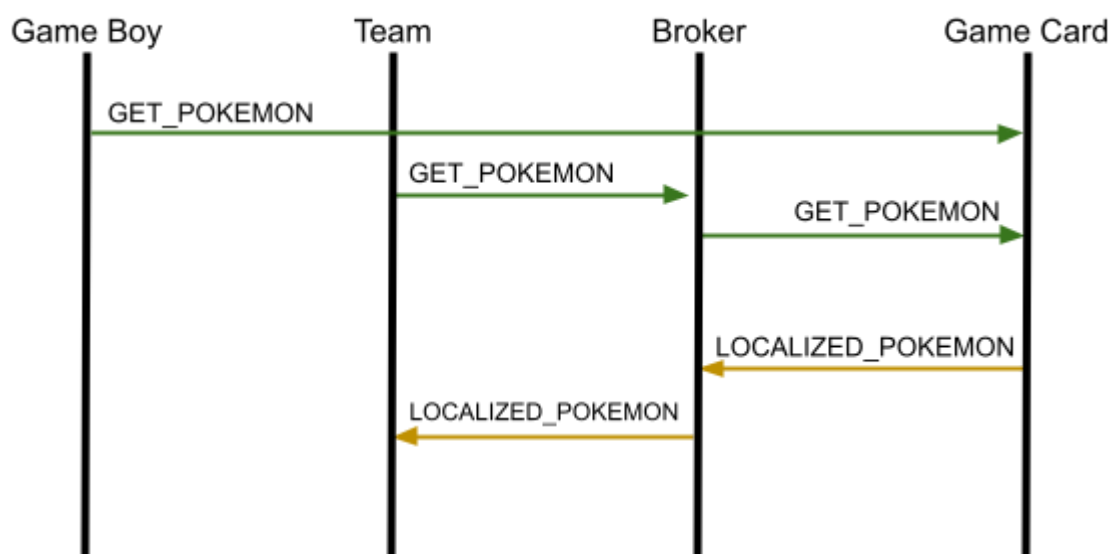 Game Boy
Team
Broker
Game Card
GET_POKEMON
GET_POKEMON
GET_POKEMON
LOCALIZED_POKEMON
LOCALIZED_POKEMON